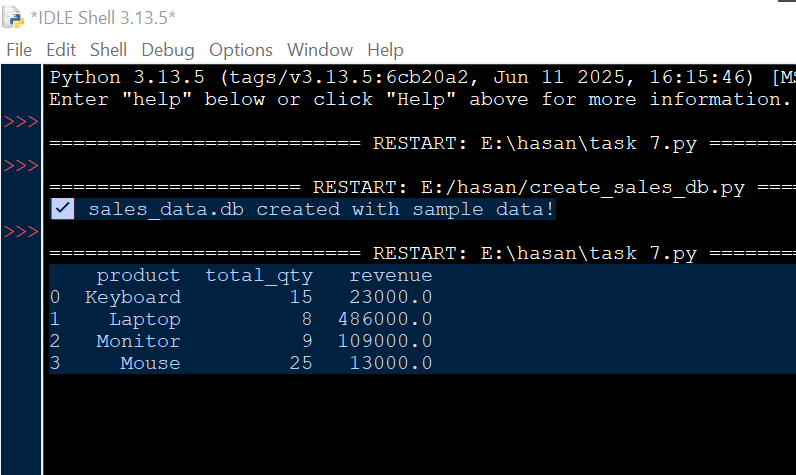 *IDLE Shell 3.13.5*
File Edit Shell Debug Options Window Help
Python 3.13.5 (tags/v3.13.5:6cb20a2, Jun 11 2025, 16:15:46) [MS
Enter "help" below or click "Help" above for more information.
>>>
========================== RESTART: E:\hasan\task 7.py ========
>>>
===================== RESTART: E:/hasan/create_sales_db.py ====
✅ sales_data.db created with sample data!
>>>
========================== RESTART: E:\hasan\task 7.py ========
    product  total_qty   revenue
0  Keyboard         15   23000.0
1    Laptop          8  486000.0
2   Monitor          9  109000.0
3     Mouse         25   13000.0